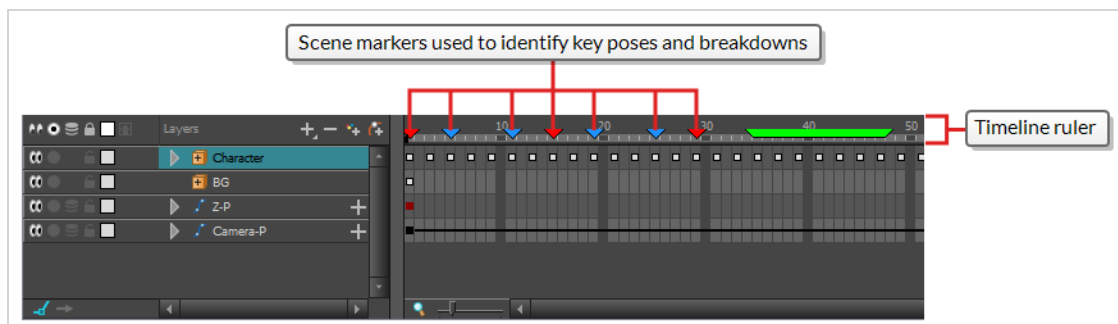 Scene markers used to identify key poses and breakdowns
Layers
10 20 30 40 50
Timeline ruler
Character
BG
Z-P
Camera-P